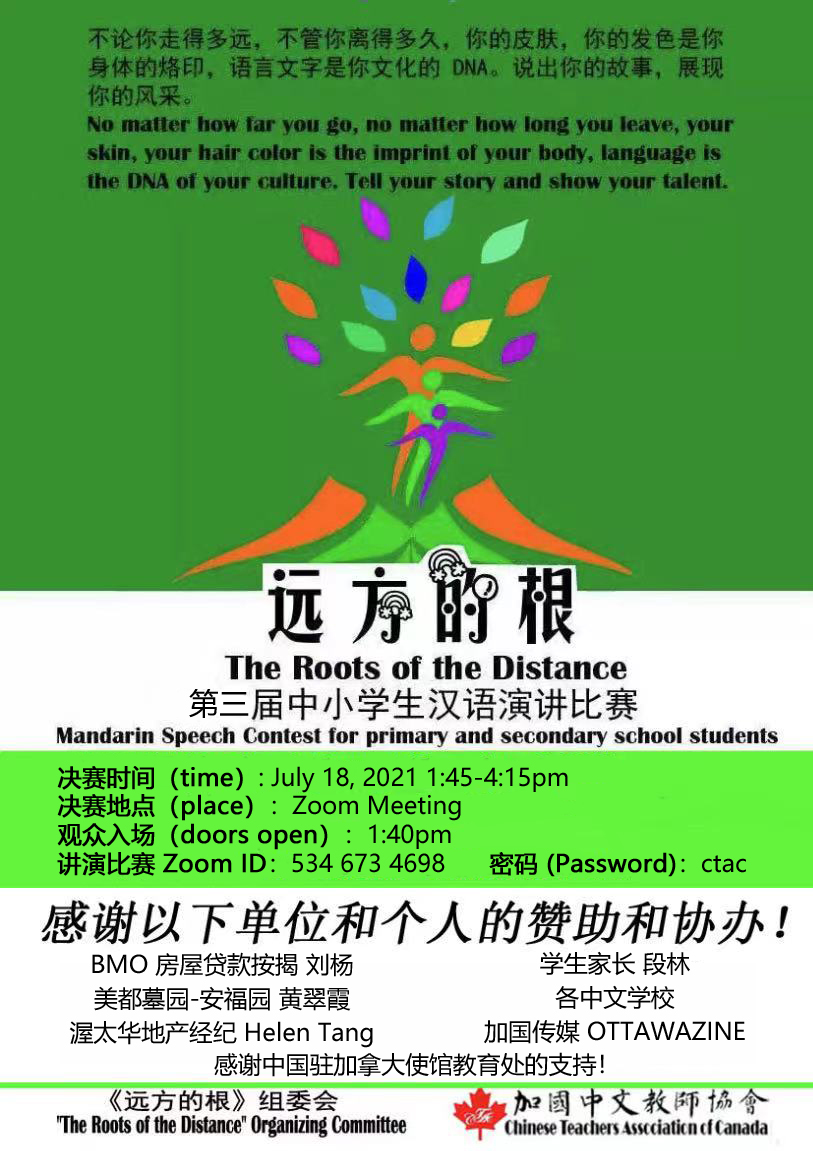 不论你走得多远，不管你离得多久，你的皮肤，你的发色是你
身体的烙印，语言文字是你文化的 DNA。说出你的故事，展现
你的风采。
No matter how far you go, no matter how long you leave, your
skin, your hair color is the imprint of your body, language is
the DNA of your culture. Tell your story and show your talent.
远方的根
The Roots of the Distance
第三届中小学生汉语演讲比赛
Mandarin Speech Contest for primary and secondary school students
决赛时间（time）: July 18, 2021 1:45-4:15pm
决赛地点（place）: Zoom Meeting
观众入场（doors open）: 1:40pm
讲演比赛 Zoom ID：534 673 4698 密码 (Password)：ctac
感谢以下单位和个人的赞助和协办！
BMO 房屋贷款按揭 刘杨 学生家长 段林
美都墓园-安福园 黄翠霞 各中文学校
渥太华地产经纪 Helen Tang 加国传媒 OTTAWAZINE
感谢中国驻加拿大使馆教育处的支持！
《远方的根》组委会
"The Roots of the Distance" Organizing Committee
加國中文教師協會
Chinese Teachers Association of Canada